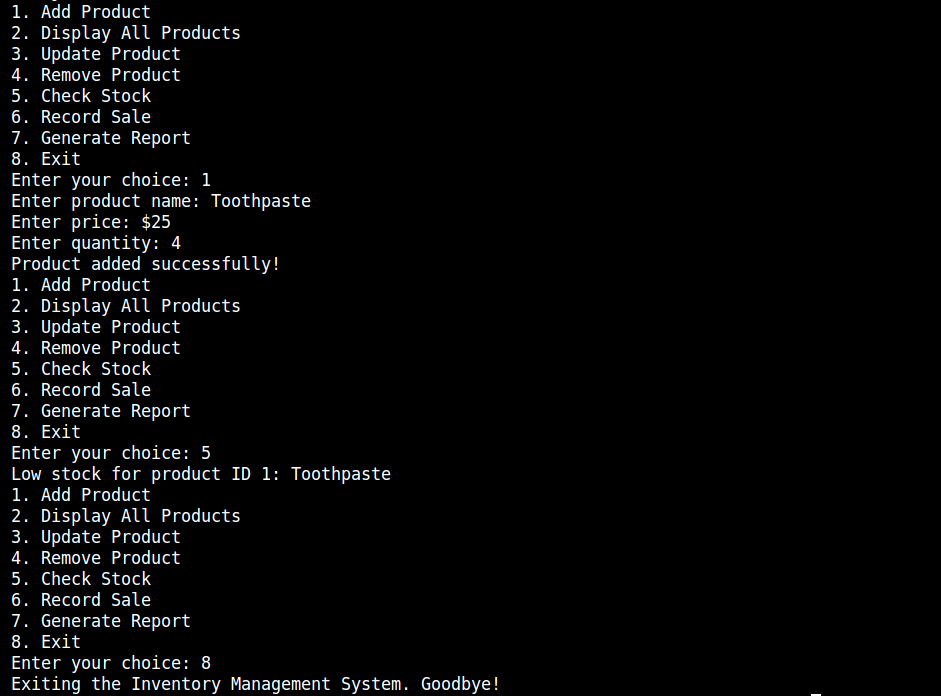 1. Add Product
2. Display All Products
3. Update Product
4. Remove Product
5. Check Stock
6. Record Sale
7. Generate Report
8. Exit
Enter your choice: 1
Enter product name: Toothpaste
Enter price: $25
Enter quantity: 4
Product added successfully!
1. Add Product
2. Display All Products
3. Update Product
4. Remove Product
5. Check Stock
6. Record Sale
7. Generate Report
8. Exit
Enter your choice: 5
Low stock for product ID 1: Toothpaste
1. Add Product
2. Display All Products
3. Update Product
4. Remove Product
5. Check Stock
6. Record Sale
7. Generate Report
8. Exit
Enter your choice: 8
Exiting the Inventory Management System. Goodbye!